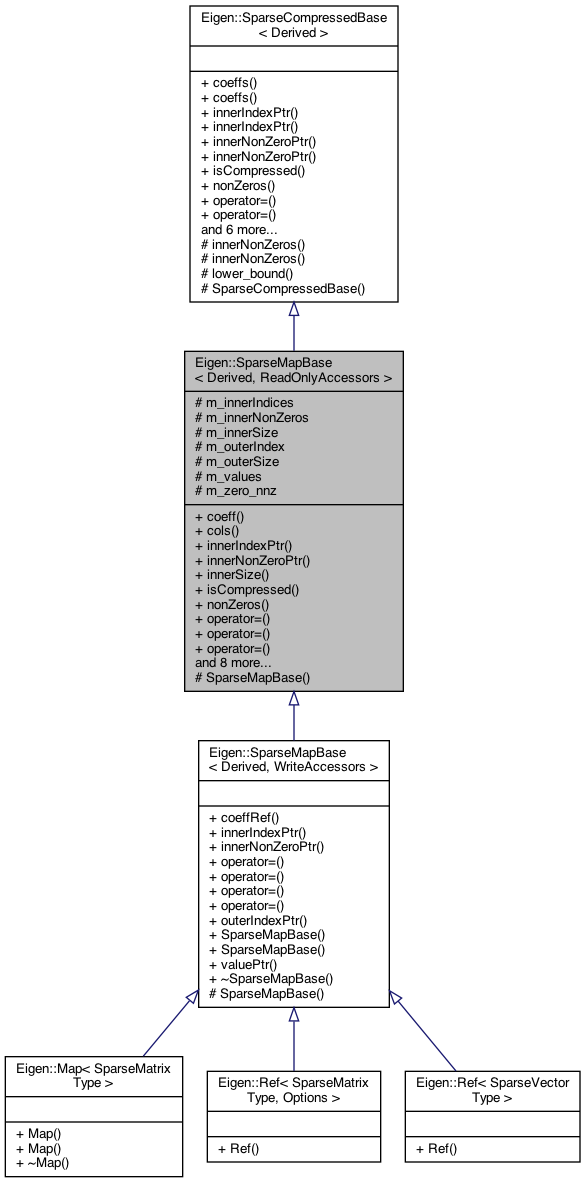 Eigen::SparseCompressedBase
< Derived >
+ coeffs()
+ coeffs()
+ innerIndexPtr()
+ innerIndexPtr()
+ innerNonZeroPtr()
+ innerNonZeroPtr()
+ isCompressed()
+ nonZeros()
+ operator=()
+ operator=()
and 6 more...
# innerNonZeros()
# innerNonZeros()
# lower_bound()
# SparseCompressedBase()
Eigen::SparseMapBase
< Derived, ReadOnlyAccessors >
# m_innerIndices
# m_innerNonZeros
# m_innerSize
# m_outerIndex
# m_outerSize
# m_values
# m_zero_nnz
+ coeff()
+ cols()
+ innerIndexPtr()
+ innerNonZeroPtr()
+ innerSize()
+ isCompressed()
+ nonZeros()
+ operator=()
+ operator=()
+ operator=()
and 8 more...
# SparseMapBase()
Eigen::SparseMapBase
< Derived, WriteAccessors >
+ coeffRef()
+ innerIndexPtr()
+ innerNonZeroPtr()
+ operator=()
+ operator=()
+ operator=()
+ operator=()
+ outerIndexPtr()
+ SparseMapBase()
+ SparseMapBase()
+ valuePtr()
+ ~SparseMapBase()
# SparseMapBase()
Eigen::Map< SparseMatrix
Type >
+ Map()
+ Map()
+ ~Map()
Eigen::Ref< SparseMatrix
Type, Options >
+ Ref()
Eigen::Ref< SparseVector
Type >
+ Ref()